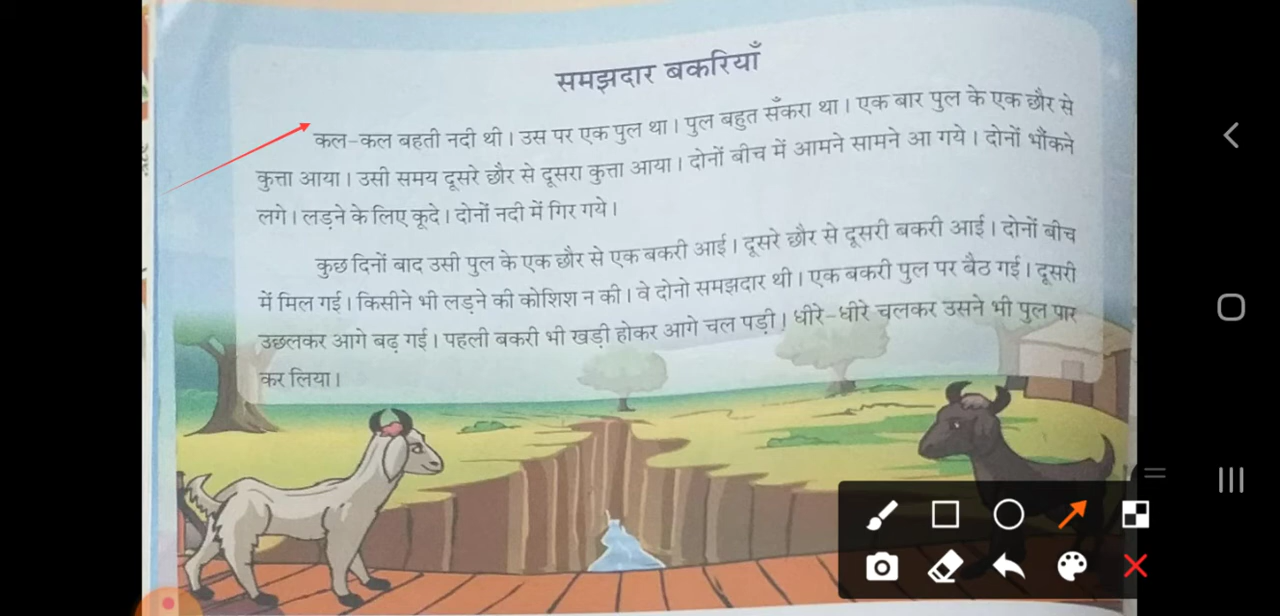 समझदार बकरियाँ
कल-कल बहती नदी थी। उस पर एक पुल था। पुल बहुत सँकरा था। एक बार पुल के एक छौर से
कुत्ता आया। उसी समय दूसरे छौर से दूसरा कुत्ता आया। दोनों बीच में आमने सामने आ गये। दोनों भौंकने
लगे। लड़ने के लिए कूदे। दोनों नदी में गिर गये।
कुछ दिनों बाद उसी पुल के एक छौर से एक बकरी आई। दूसरे छौर से दूसरी बकरी आई। दोनों बीच
में मिल गई। किसीने भी लड़ने की कोशिश न की। वे दोनो समझदार थी। एक बकरी पुल पर बैठ गई। दूसरी
उछलकर आगे बढ़ गई। पहली बकरी भी खड़ी होकर आगे चल पड़ी। धीरे-धीरे चलकर उसने भी पुल पार
कर लिया।